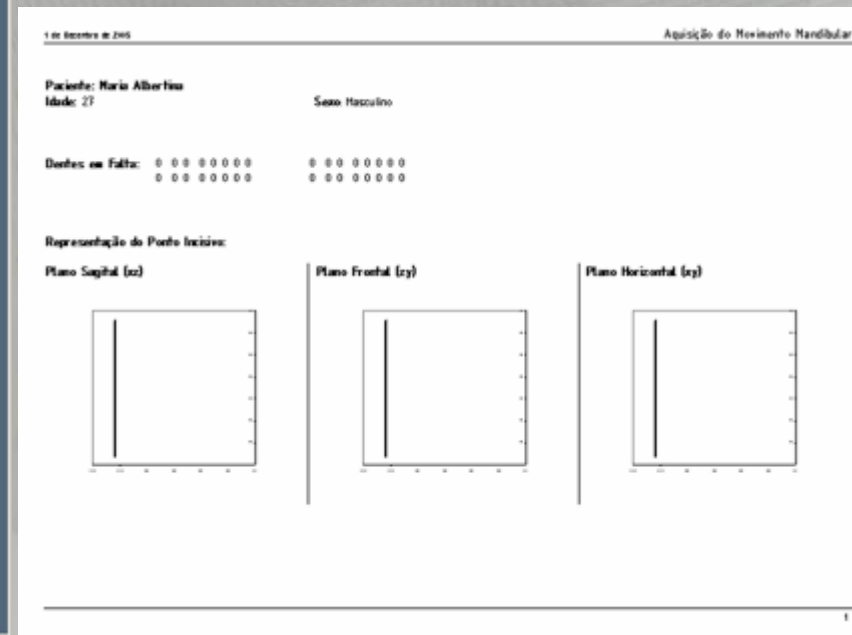 1 de Dezembro de 2005
Aquisição do Movimento Mandibular
Paciente: Maria Albertina
Idade: 27 Sexo: Masculino
Dentes em Falta: 0 0 0 0 0 0 0 0 0 0 0 0 0 0 0 0
0 0 0 0 0 0 0 0 0 0 0 0 0 0 0 0
Representação do Ponto Incisivo:
Plano Sagital (xz) Plano Frontal (zy) Plano Horizontal (xy)
1